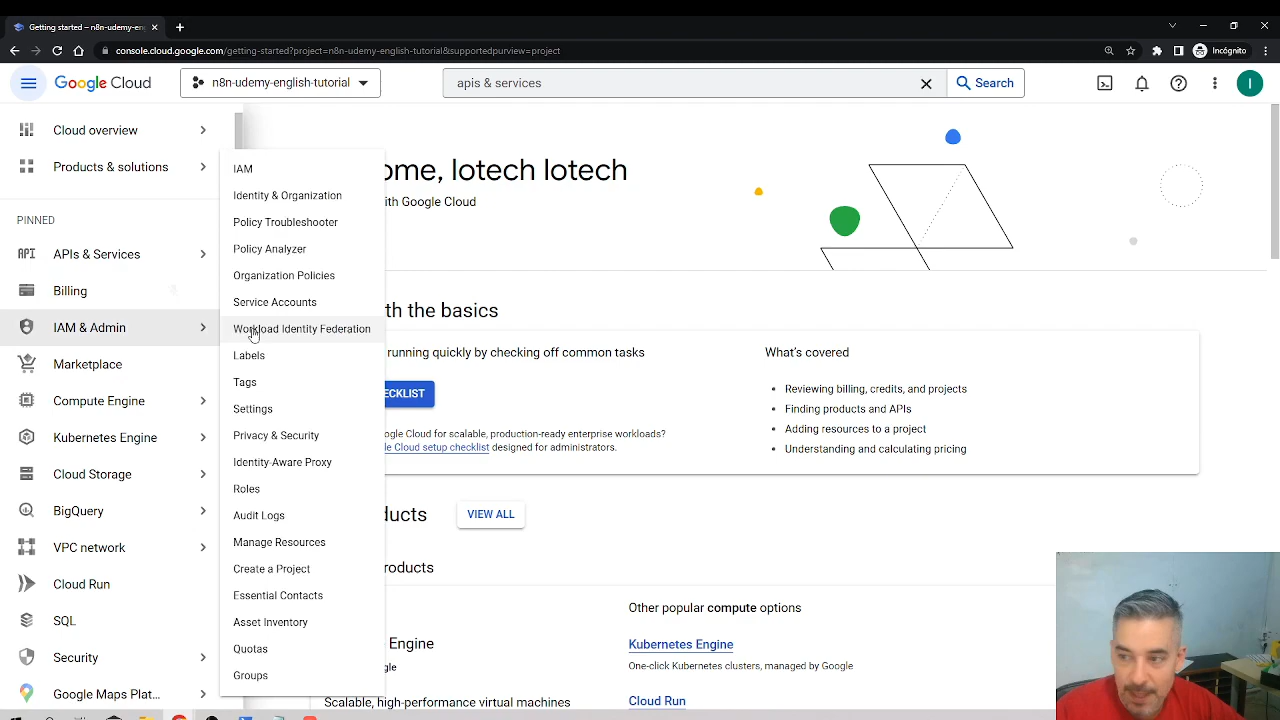 Getting started – n8n-udemy-en
console.cloud.google.com/getting-started?project=n8n-udemy-english-tutorial&supportedpurview=project
Incógnito
Google Cloud
n8n-udemy-english-tutorial
apis & services
Search
I
Cloud overview
Products & solutions
PINNED
API
APIs & Services
Billing
IAM & Admin
Marketplace
Compute Engine
Kubernetes Engine
Cloud Storage
BigQuery
VPC network
Cloud Run
SQL
Security
Google Maps Plat...
IAM
Identity & Organization
Policy Troubleshooter
Policy Analyzer
Organization Policies
Service Accounts
Workload Identity Federation
Labels
Tags
Settings
Privacy & Security
Identity-Aware Proxy
Roles
Audit Logs
Manage Resources
Create a Project
Essential Contacts
Asset Inventory
Quotas
Groups
ome, lotech lotech
ith Google Cloud
th the basics
running quickly by checking off common tasks
ECKLIST
ogle Cloud for scalable, production-ready enterprise workloads?
le Cloud setup checklist designed for administrators.
What's covered
Reviewing billing, credits, and projects
Finding products and APIs
Adding resources to a project
Understanding and calculating pricing
ducts
VIEW ALL
roducts
Engine
gle
Scalable, high-performance virtual machines
Other popular compute options
Kubernetes Engine
One-click Kubernetes clusters, managed by Google
Cloud Run